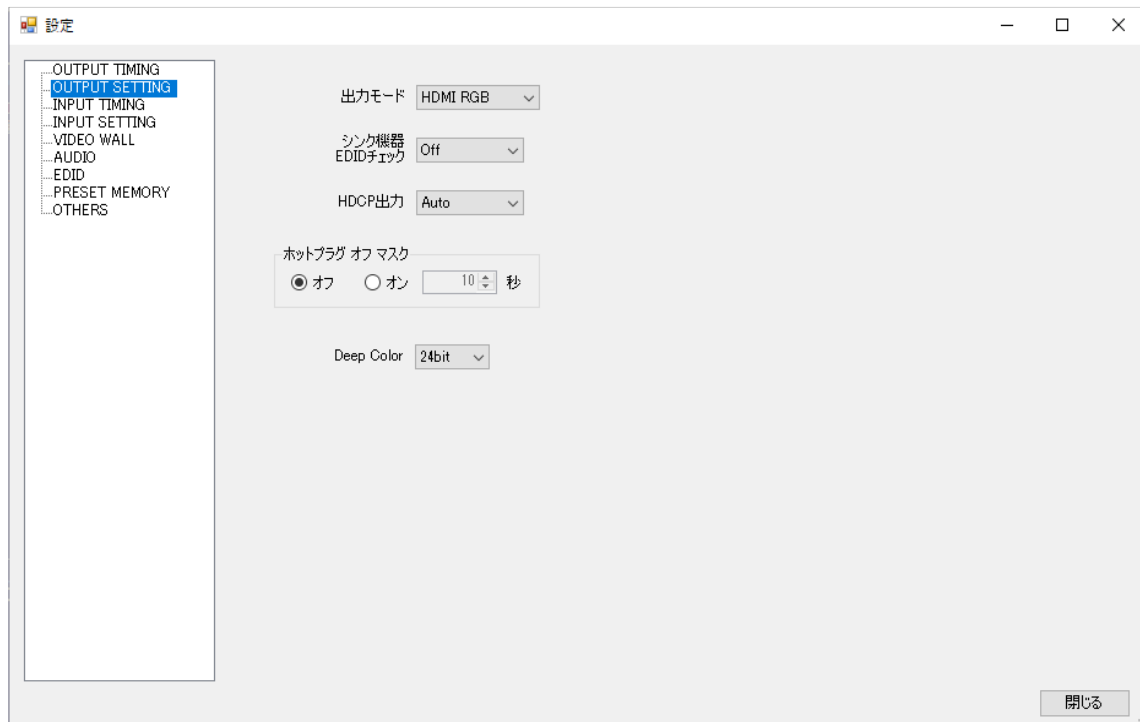 設定
OUTPUT TIMING
OUTPUT SETTING
INPUT TIMING
INPUT SETTING
VIDEO WALL
AUDIO
EDID
PRESET MEMORY
OTHERS
出力モード HDMI RGB
シンク機器
EDIDチェック Off
HDCP出力 Auto
ホットプラグ オフ マスク
オフ オン 10 秒
Deep Color 24bit
閉じる